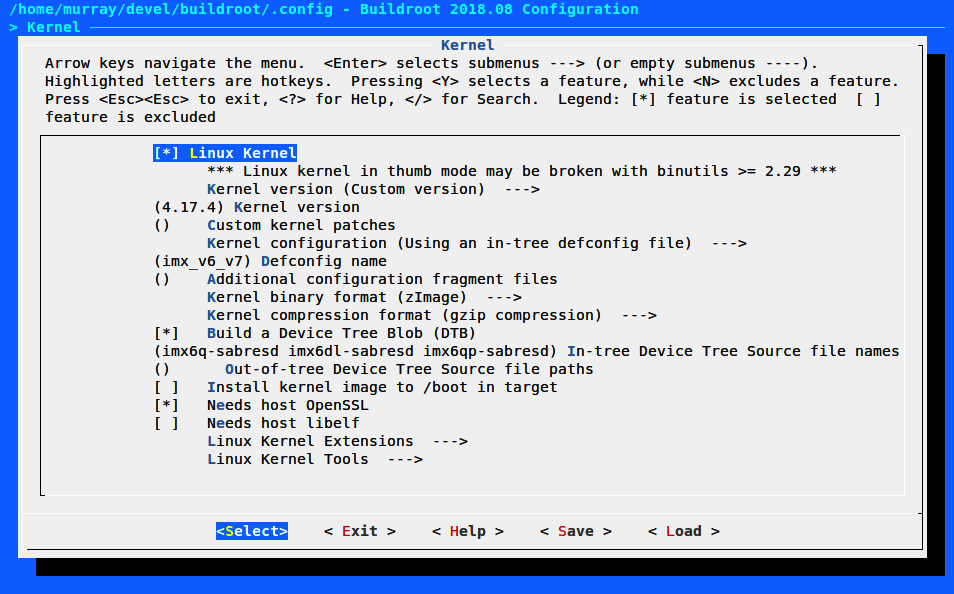 /home/murray/devel/buildroot/.config - Buildroot 2018.08 Configuration
> Kernel
Kernel
Arrow keys navigate the menu.  <Enter> selects submenus ---> (or empty submenus ----).
Highlighted letters are hotkeys.  Pressing <Y> selects a feature, while <N> excludes a feature.
Press <Esc><Esc> to exit, <?> for Help, </> for Search.  Legend: [*] feature is selected  [ ]
feature is excluded
[*] Linux Kernel
*** Linux kernel in thumb mode may be broken with binutils >= 2.29 ***
Kernel version (Custom version)  --->
(4.17.4) Kernel version
()    Custom kernel patches
Kernel configuration (Using an in-tree defconfig file)  --->
(imx_v6_v7) Defconfig name
()    Additional configuration fragment files
Kernel binary format (zImage)  --->
Kernel compression format (gzip compression)  --->
[*]   Build a Device Tree Blob (DTB)
(imx6q-sabresd imx6dl-sabresd imx6qp-sabresd) In-tree Device Tree Source file names
()      Out-of-tree Device Tree Source file paths
[ ]   Install kernel image to /boot in target
[*]   Needs host OpenSSL
[ ]   Needs host libelf
Linux Kernel Extensions  --->
Linux Kernel Tools  --->
<Select>    < Exit >    < Help >    < Save >    < Load >